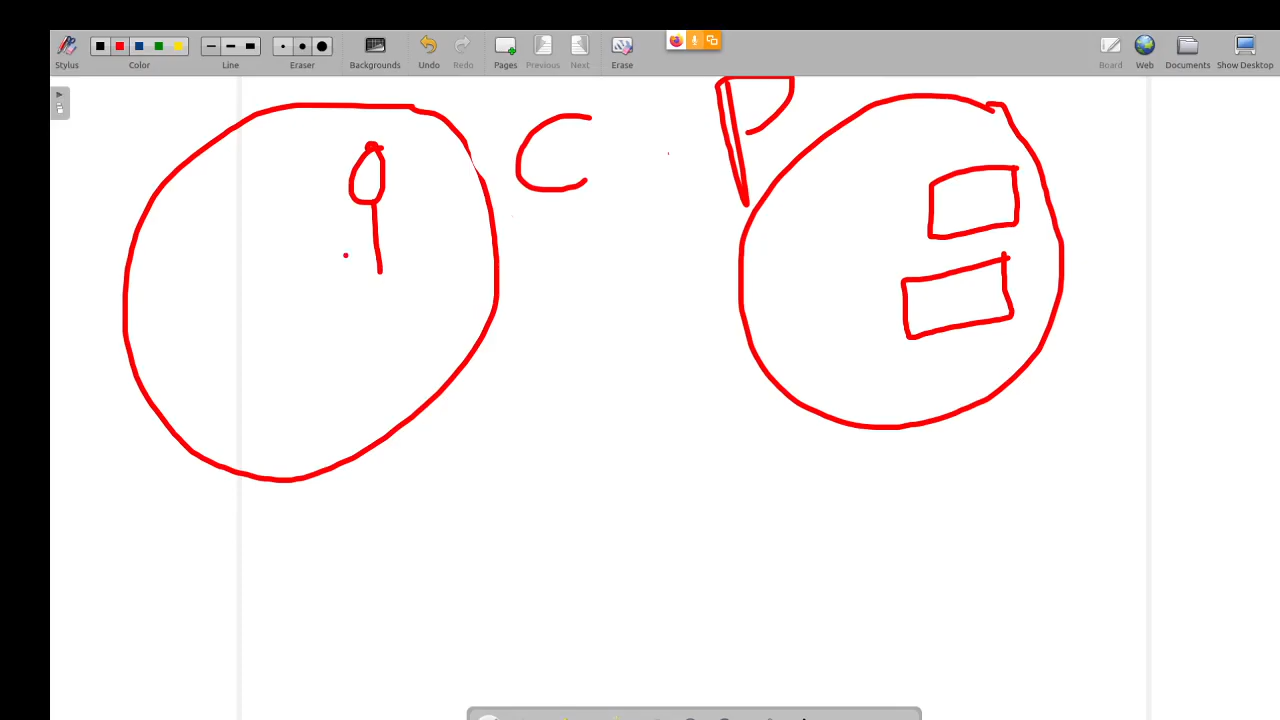 Stylus
Color
Line
Eraser
Backgrounds
Undo
Redo
Pages
Previous
Next
Erase
Board
Web
Documents
Show Desktop
C
P